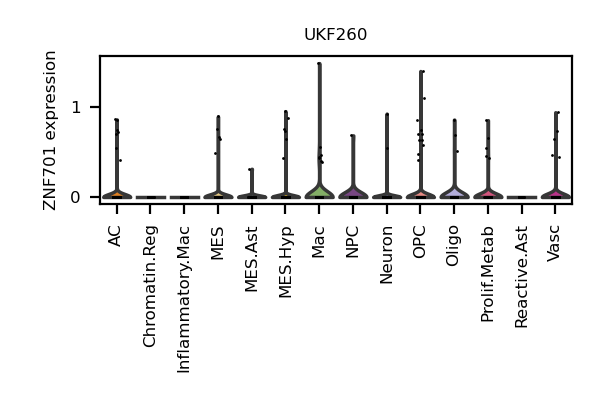 UKF260
ZNF701 expression
1
0
AC
Chromatin.Reg
Inflammatory.Mac
MES
MES.Ast
MES.Hyp
Mac
NPC
Neuron
OPC
Oligo
Prolif.Metab
Reactive.Ast
Vasc